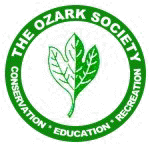 THE OZARK SOCIETY
CONSERVATION • EDUCATION • RECREATION